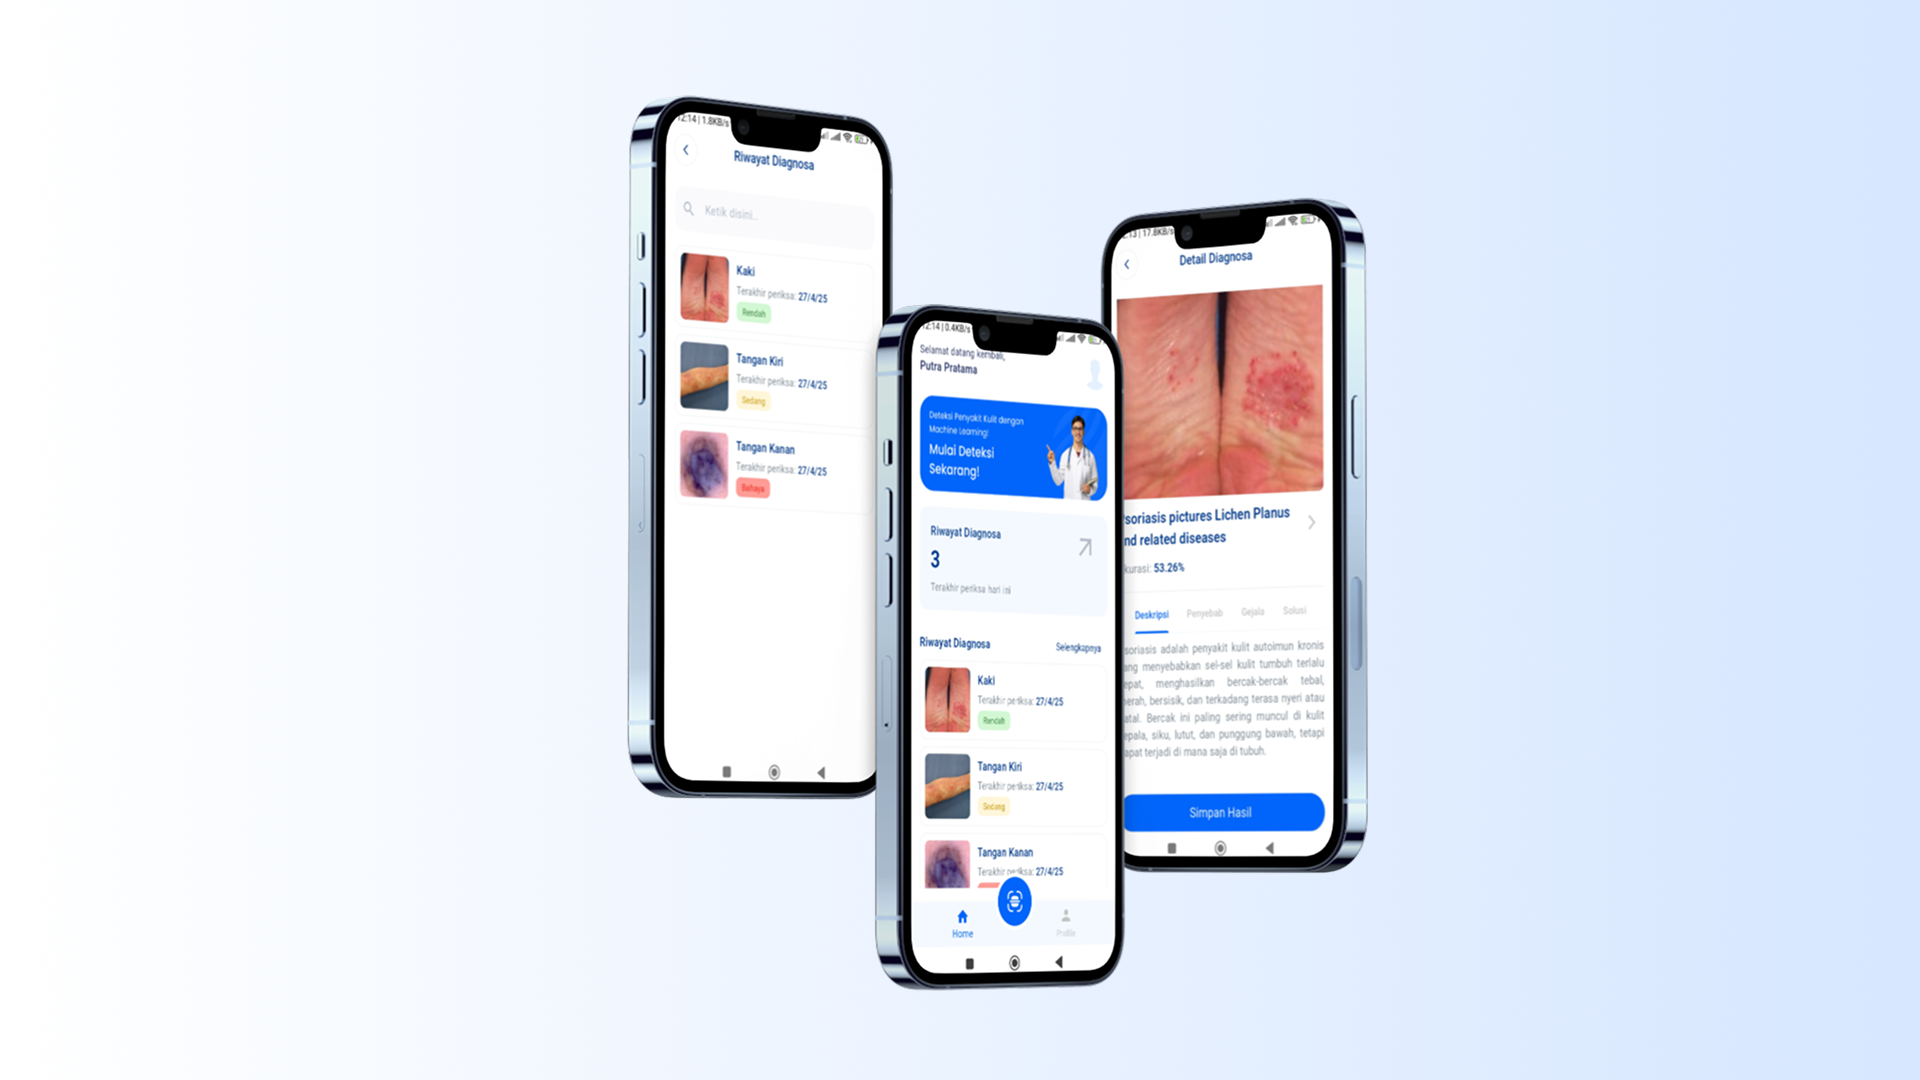 12:14 | 1.8KB/s
Riwayat Diagnosa
Ketik disini..
Kaki
Terakhir periksa: 27/4/25
Rendah
Tangan Kiri
Terakhir periksa: 27/4/25
Sedang
Tangan Kanan
Terakhir periksa: 27/4/25
Bahaya
12:14 | 0.4KB/s
Selamat datang kembali,
Putra Pratama
Deteksi Penyakit Kulit dengan
Machine Learning!
Mulai Deteksi
Sekarang!
Riwayat Diagnosa
3
Terakhir periksa hari ini
Riwayat Diagnosa
Selengkapnya
Kaki
Terakhir periksa: 27/4/25
Rendah
Tangan Kiri
Terakhir periksa: 27/4/25
Sedang
Tangan Kanan
Terakhir periksa: 27/4/25
Home
Profile
2:13 | 17.8KB/s
Detail Diagnosa
soriasis pictures Lichen Planus
nd related diseases
kurasi: 53.26%
Deskripsi
Penyebab
Gejala
Solusi
soriasis adalah penyakit kulit autoimun kronis
ang menyebabkan sel-sel kulit tumbuh terlalu
epat, menghasilkan bercak-bercak tebal,
erah, bersisik, dan terkadang terasa nyeri atau
atal. Bercak ini paling sering muncul di kulit
epala, siku, lutut, dan punggung bawah, tetapi
apat terjadi di mana saja di tubuh.
Simpan Hasil